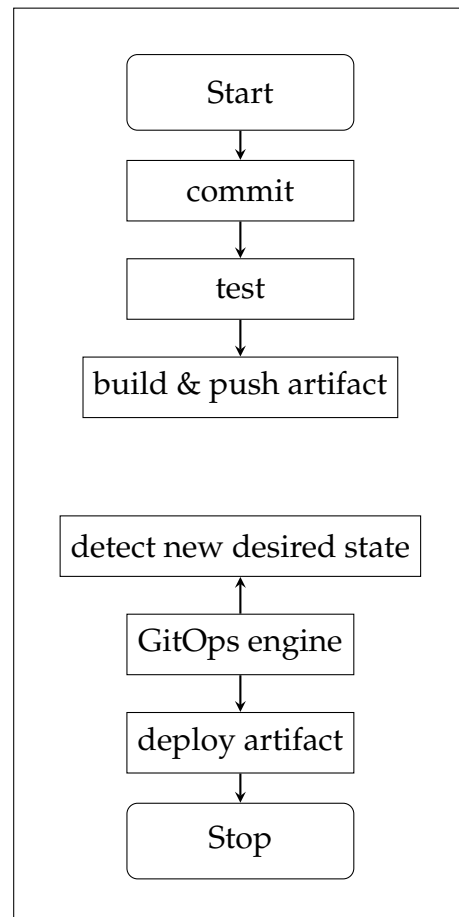 Start
commit
test
build & push artifact
detect new desired state
GitOps engine
deploy artifact
Stop